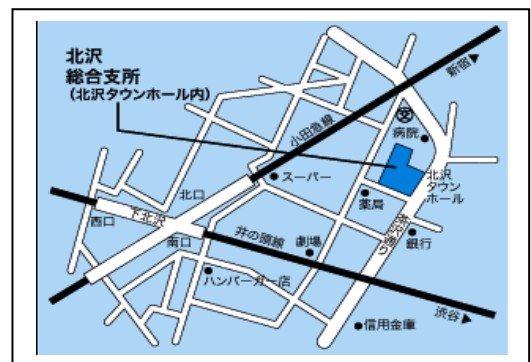 北沢
総合支所
（北沢タウンホール内）
新宿▶
小田急線
病院
スーパー
北沢
タウン
ホール
薬局
北口
茶沢通り
西口
下北沢
南口
井の頭線
劇場
銀行
ハンバーガー店
渋谷▶
信用金庫